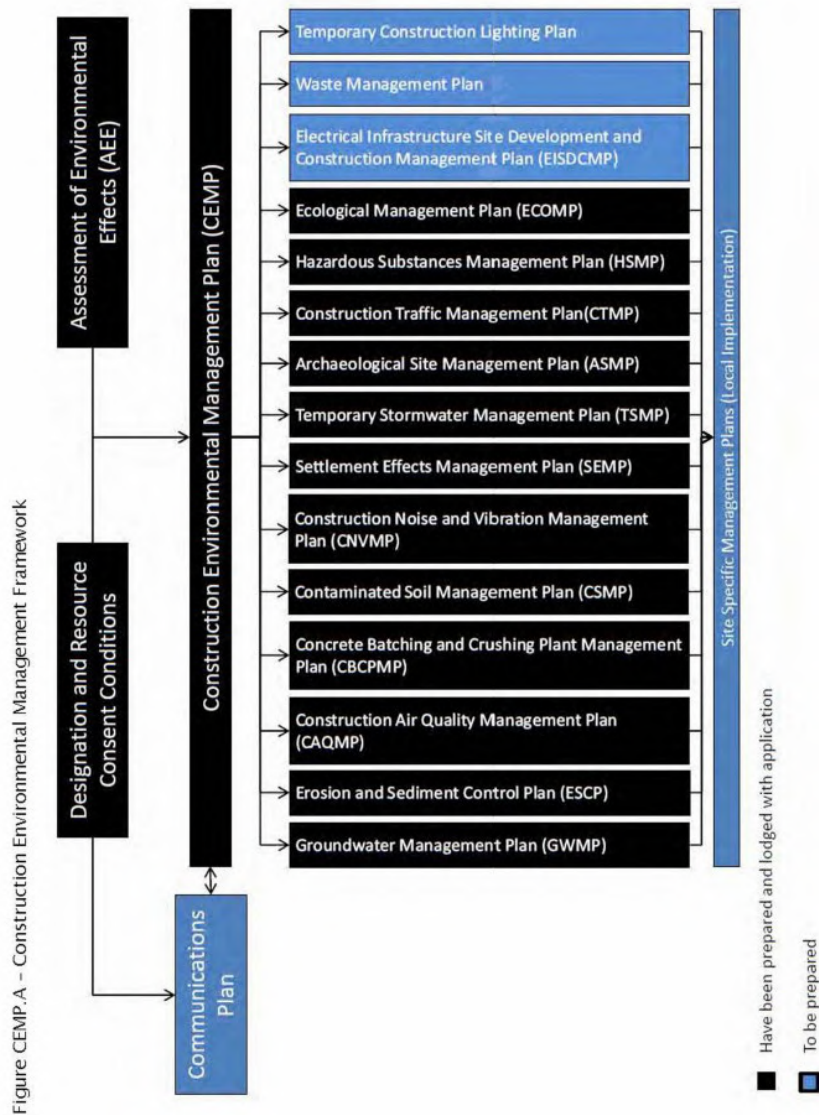 Figure CEMP.A – Construction Environmental Management Framework
Designation and Resource
Consent Conditions
Assessment of Environmental
Effects (AEE)
Communications
Plan
Construction Environmental Management Plan (CEMP)
Groundwater Management Plan (GWMP)
Erosion and Sediment Control Plan (ESCP)
Construction Air Quality Management Plan
(CAQMP)
Concrete Batching and Crushing Plant Management
Plan (CBCPMP)
Contaminated Soil Management Plan (CSMP)
Construction Noise and Vibration Management
Plan (CNVMP)
Settlement Effects Management Plan (SEMP)
Temporary Stormwater Management Plan (TSMP)
Archaeological Site Management Plan (ASMP)
Construction Traffic Management Plan(CTMP)
Hazardous Substances Management Plan (HSMP)
Ecological Management Plan (ECOMP)
Electrical Infrastructure Site Development and
Construction Management Plan (EISDCMP)
Waste Management Plan
Temporary Construction Lighting Plan
Site Specific Management Plans (Local Implementation)
Have been prepared and lodged with application
To be prepared